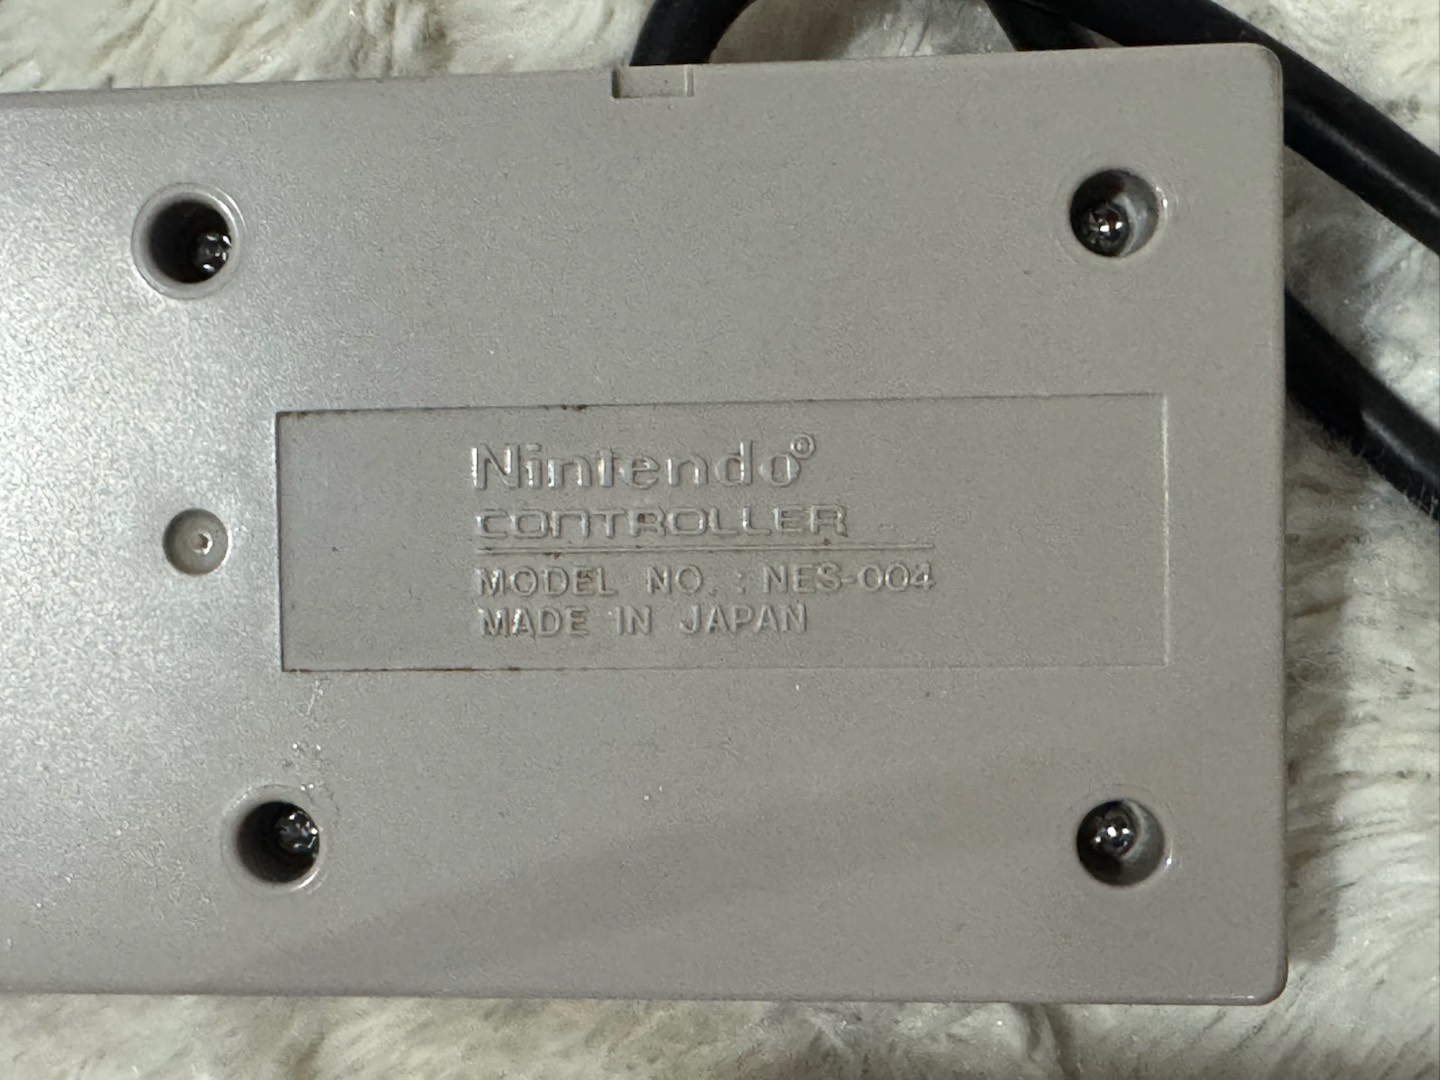 Nintendo®
CONTROLLER
MODEL NO. : NES-004
MADE IN JAPAN